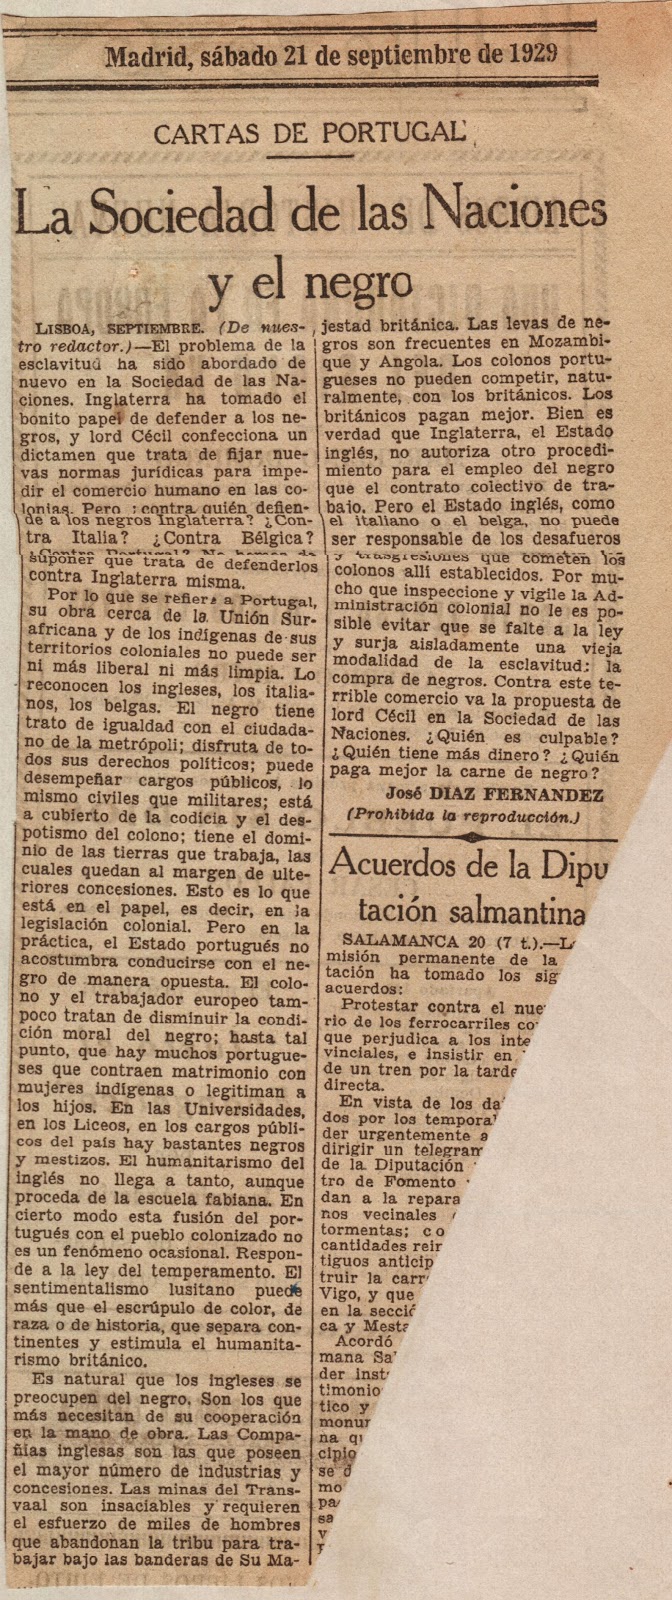 Madrid, sábado 21 de septiembre de 1929
CARTAS DE PORTUGAL
La Sociedad de las Naciones
y el negro
LISBOA, SEPTIEMBRE. (De nues-
tro redactor.)—El problema de la
esclavitud ha sido abordado de
nuevo en la Sociedad de las Na-
ciones. Inglaterra ha tomado el
bonito papel de defender a los ne-
gros, y lord Cécil confecciona un
dictamen que trata de fijar nue-
vas normas jurídicas para impe-
dir el comercio humano en las co-
lonias. Pero ¿contra quién defien-
de a los negros Inglaterra? ¿Con-
tra Italia? ¿Contra Bélgica?
¿Contra Portugal? No hemos de
suponer que trata de defenderlos
contra Inglaterra misma.
Por lo que se refiere a Portugal,
su obra cerca de la Unión Sur-
africana y de los indígenas de sus
territorios coloniales no puede ser
ni más liberal ni más limpia. Lo
reconocen los ingleses, los italia-
nos, los belgas. El negro tiene
trato de igualdad con el ciudada-
no de la metrópoli; disfruta de to-
dos sus derechos políticos; puede
desempeñar cargos públicos, lo
mismo civiles que militares; está
a cubierto de la codicia y el des-
potismo del colono; tiene el domi-
nio de las tierras que trabaja, las
cuales quedan al margen de ulte-
riores concesiones. Esto es lo que
está en el papel, es decir, en la
legislación colonial. Pero en la
práctica, el Estado portugués no
acostumbra conducirse con el ne-
gro de manera opuesta. El colo-
no y el trabajador europeo tam-
poco tratan de disminuir la condi-
ción moral del negro; hasta tal
punto, que hay muchos portugue-
ses que contraen matrimonio con
mujeres indígenas o legitiman a
los hijos. En las Universidades,
en los Liceos, en los cargos públi-
cos del país hay bastantes negros
y mestizos. El humanitarismo del
inglés no llega a tanto, aunque
proceda de la escuela fabiana. En
cierto modo esta fusión del por-
tugués con el pueblo colonizado no
es un fenómeno ocasional. Respon-
de a la ley del temperamento. El
sentimentalismo lusitano puede
más que el escrúpulo de color, de
raza o de historia, que separa con-
tinentes y estimula el humanita-
rismo británico.
Es natural que los ingleses se
preocupen del negro. Son los que
más necesitan de su cooperación
en la mano de obra. Las Compa-
ñías inglesas son las que poseen
el mayor número de industrias y
concesiones. Las minas del Trans-
vaal son insaciables y requieren
el esfuerzo de miles de hombres
que abandonan la tribu para tra-
bajar bajo las banderas de Su Ma-
jestad británica. Las levas de ne-
gros son frecuentes en Mozambi-
que y Angola. Los colonos portu-
gueses no pueden competir, natu-
ralmente, con los británicos. Los
británicos pagan mejor. Bien es
verdad que Inglaterra, el Estado
inglés, no autoriza otro procedi-
miento para el empleo del negro
que el contrato colectivo de tra-
bajo. Pero el Estado inglés, como
el italiano o el belga, no puede
ser responsable de los desafueros
y trasgresiones que cometen los
colonos allí establecidos. Por mu-
cho que inspeccione y vigile la Ad-
ministración colonial no le es po-
sible evitar que se falte a la ley
y surja aisladamente una vieja
modalidad de la esclavitud: la
compra de negros. Contra este te-
rrible comercio va la propuesta de
lord Cécil en la Sociedad de las
Naciones. ¿Quién es culpable?
¿Quién tiene más dinero? ¿Quién
paga mejor la carne de negro?
José DIAZ FERNANDEZ
(Prohibida la reproducción.)
Acuerdos de la Dipu
tación salmantina
SALAMANCA 20 (7 t.).—L
misión permanente de la
tación ha tomado los sig
acuerdos:
Protestar contra el nue
rio de los ferrocarriles co
que perjudica a los inte
vinciales, e insistir en
de un tren por la tarde
directa.
En vista de los da
dos por los temporal
der urgentemente a
dirigir un telegram
de la Diputación
tro de Fomento
dan a la repara
nos vecinales
tormentas; co
cantidades rein
tiguos anticip
truir la carr
Vigo, y que
en la secció
ca y Mesta
Acordó
mana Sa
der inst
timonio
tico y
monum
na qu
cipio
se d
mo
pa
sa
v